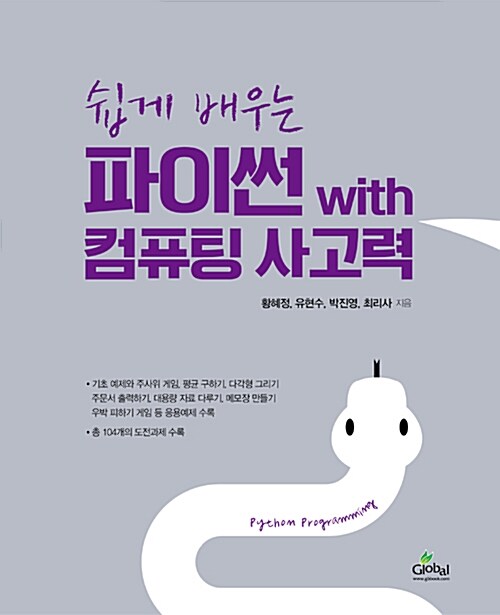 쉽게 배우는
파이썬 with
컴퓨팅 사고력
황혜정, 유현수, 박진영, 최리사 지음
• 기초 예제와 주사위 게임, 평균 구하기, 다각형 그리기
주문서 출력하기, 대용량 자료 다루기, 메모장 만들기
우박 피하기 게임 등 응용예제 수록
• 총 104개의 도전과제 수록
Python Programming
Global
www.gbbook.com